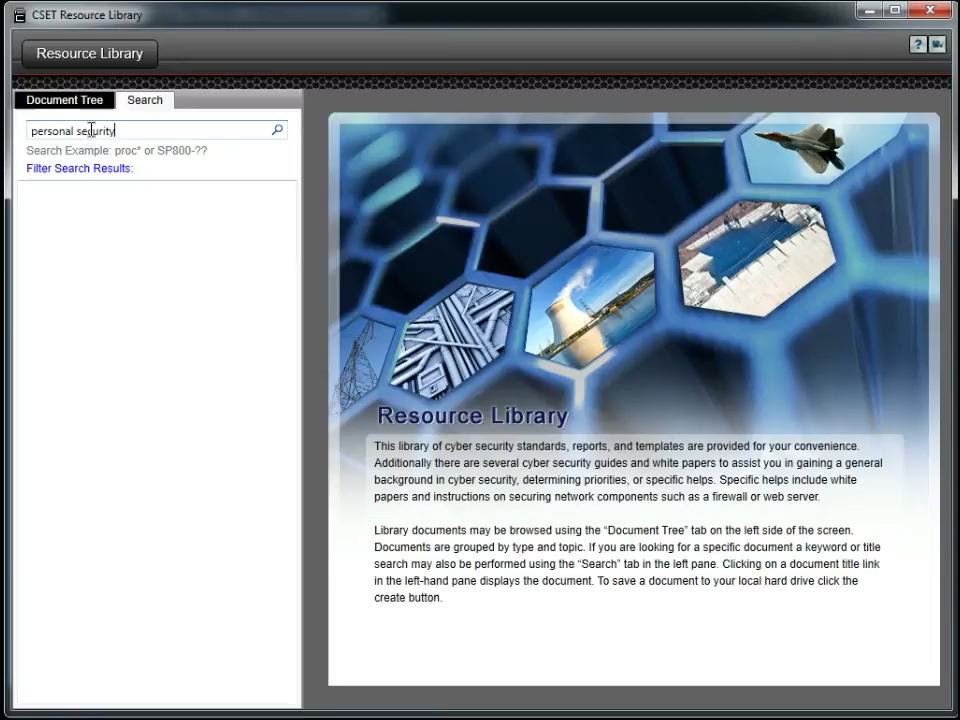 CSET Resource Library
Resource Library
?
Document Tree
Search
personal security
Search Example: proc* or SP800-??
Filter Search Results:
Resource Library
This library of cyber security standards, reports, and templates are provided for your convenience.
Additionally there are several cyber security guides and white papers to assist you in gaining a general
background in cyber security, determining priorities, or specific helps. Specific helps include white
papers and instructions on securing network components such as a firewall or web server.
Library documents may be browsed using the “Document Tree” tab on the left side of the screen.
Documents are grouped by type and topic. If you are looking for a specific document a keyword or title
search may also be performed using the “Search” tab in the left pane. Clicking on a document title link
in the left-hand pane displays the document. To save a document to your local hard drive click the
create button.